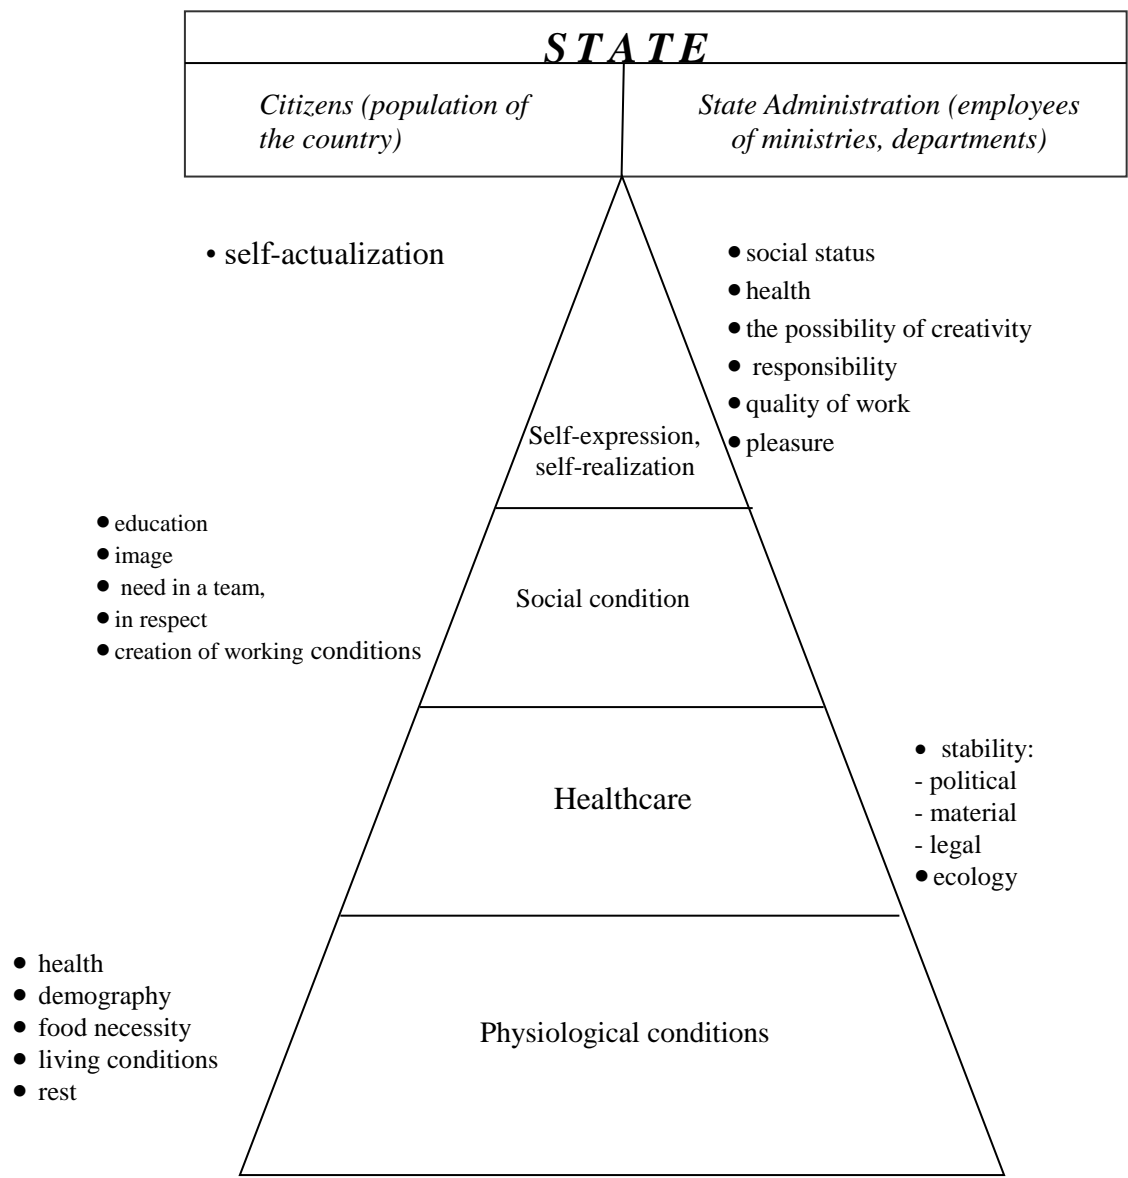 STATE
Citizens (population of
the country)
State Administration (employees
of ministries, departments)
• self-actualization
● social status
● health
● the possibility of creativity
● responsibility
● quality of work
● pleasure
Self-expression,
self-realization
● education
● image
● need in a team,
● in respect
● creation of working conditions
Social condition
Healthcare
● stability:
- political
- material
- legal
● ecology
● health
● demography
● food necessity
● living conditions
● rest
Physiological conditions